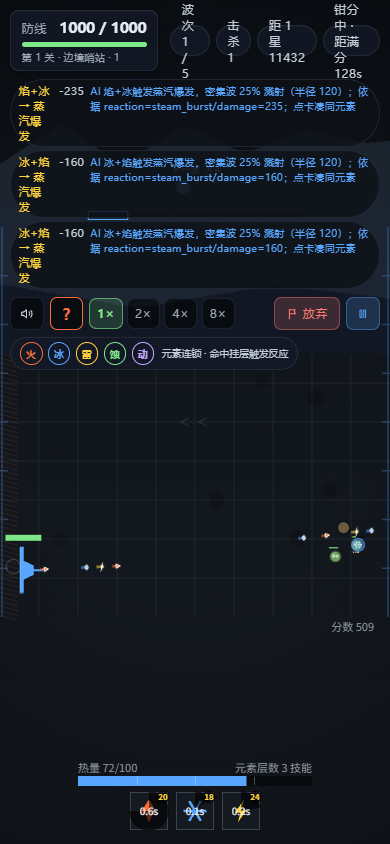 防线 1000 / 1000
第 1 关 · 边境哨站 · 1
波次 1 / 5
击杀 1
距 1 星 11432
钳分中 · 距满分 128s
焰+冰 → 蒸汽爆发 -235 AI 焰+冰触发蒸汽爆发，密集波 25% 溅射（半径 120）；依据 reaction=steam_burst/damage=235；点卡凑同元素
冰+焰 → 蒸汽爆发 -160 AI 冰+焰触发蒸汽爆发，密集波 25% 溅射（半径 120）；依据 reaction=steam_burst/damage=160；点卡凑同元素
冰+焰 → 蒸汽爆发 -160 AI 冰+焰触发蒸汽爆发，密集波 25% 溅射（半径 120）；依据 reaction=steam_burst/damage=160；点卡凑同元素
? 1× 2× 4× 8× 放弃
火 冰 雷 蚀 动 元素连锁 · 命中挂层触发反应
<<
分数 509
热量 72/100 元素层数 3 技能
20 18 24
0.6s 0.1s